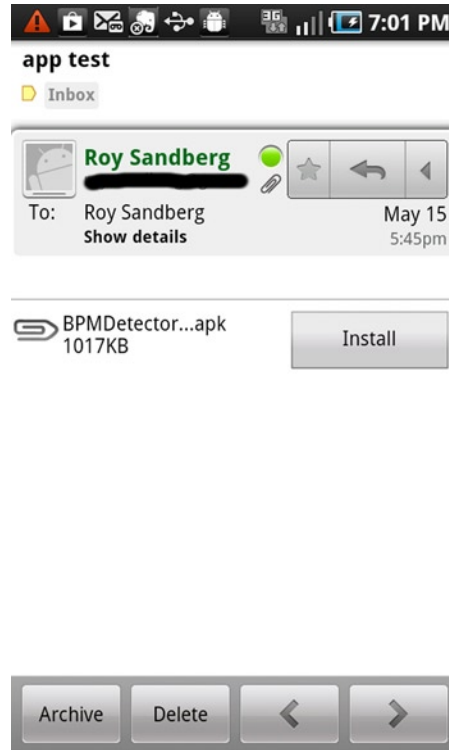 3G 7:01 PM
app test
Inbox
Roy Sandberg
To: Roy Sandberg May 15
Show details 5:45pm
BPMDetector...apk
1017KB
Install
Archive Delete